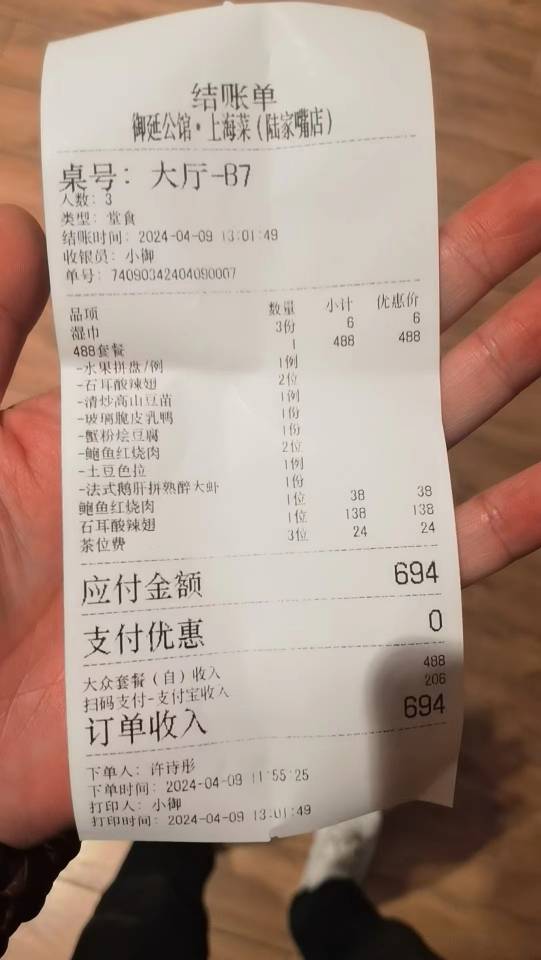 结账单
御延公馆·上海菜(陆家嘴店)
桌号: 大厅-B7
人数: 3
类型: 堂食
结账时间: 2024-04-09 13:01:49
收银员: 小御
单号: 74090342404090007
品项 数量 小计 优惠价
湿巾 3份 6 6
488套餐 1 488 488
-水果拼盘/例 1例
-石耳酸辣翅 2位
-清炒高山豆苗 1例
-玻璃脆皮乳鸭 1份
-蟹粉烩豆腐 1份
-鲍鱼红烧肉 2位
-土豆色拉 1例
-法式鹅肝拼熟醉大虾 1份
鲍鱼红烧肉 1位 38 38
石耳酸辣翅 1位 138 138
茶位费 3位 24 24
应付金额 694
支付优惠 0
大众套餐(自)收入 488
扫码支付-支付宝收入 206
订单收入 694
下单人: 许诗彤
下单时间: 2024-04-09 11:55:25
打印人: 小御
打印时间: 2024-04-09 13:01:49